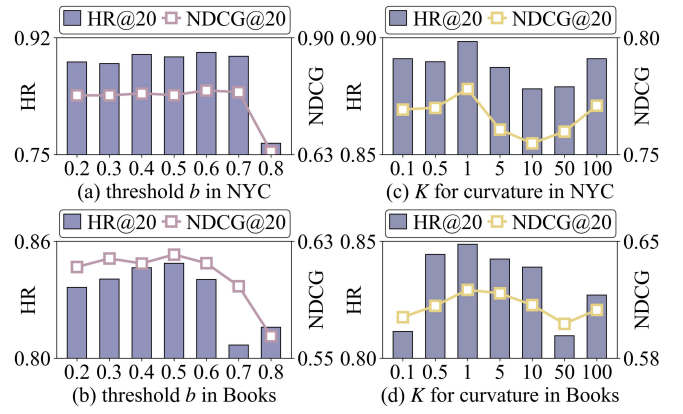 HR@20 NDCG@20
0.92 0.90
HR NDCG
0.75 0.63
0.2 0.3 0.4 0.5 0.6 0.7 0.8
(a) threshold b in NYC
HR@20 NDCG@20
0.90 0.80
HR NDCG
0.85 0.75
0.1 0.5 1 5 10 50 100
(c) K for curvature in NYC
HR@20 NDCG@20
0.86 0.63
HR NDCG
0.80 0.55
0.2 0.3 0.4 0.5 0.6 0.7 0.8
(b) threshold b in Books
HR@20 NDCG@20
0.85 0.65
HR NDCG
0.80 0.58
0.1 0.5 1 5 10 50 100
(d) K for curvature in Books